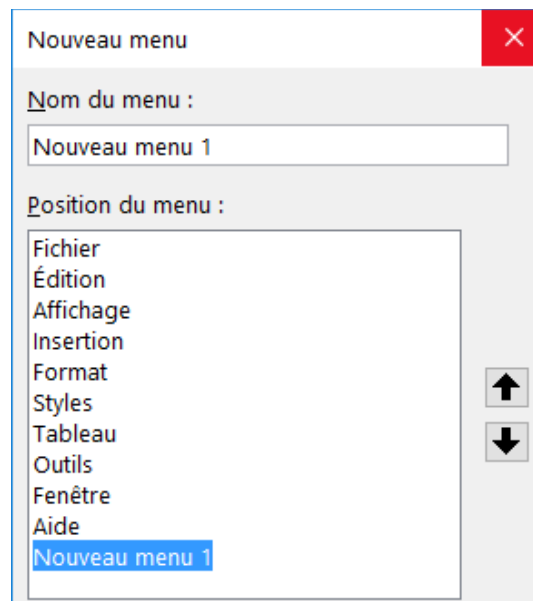 Nouveau menu
Nom du menu :
Nouveau menu 1
Position du menu :
Fichier
Édition
Affichage
Insertion
Format
Styles
Tableau
Outils
Fenêtre
Aide
Nouveau menu 1